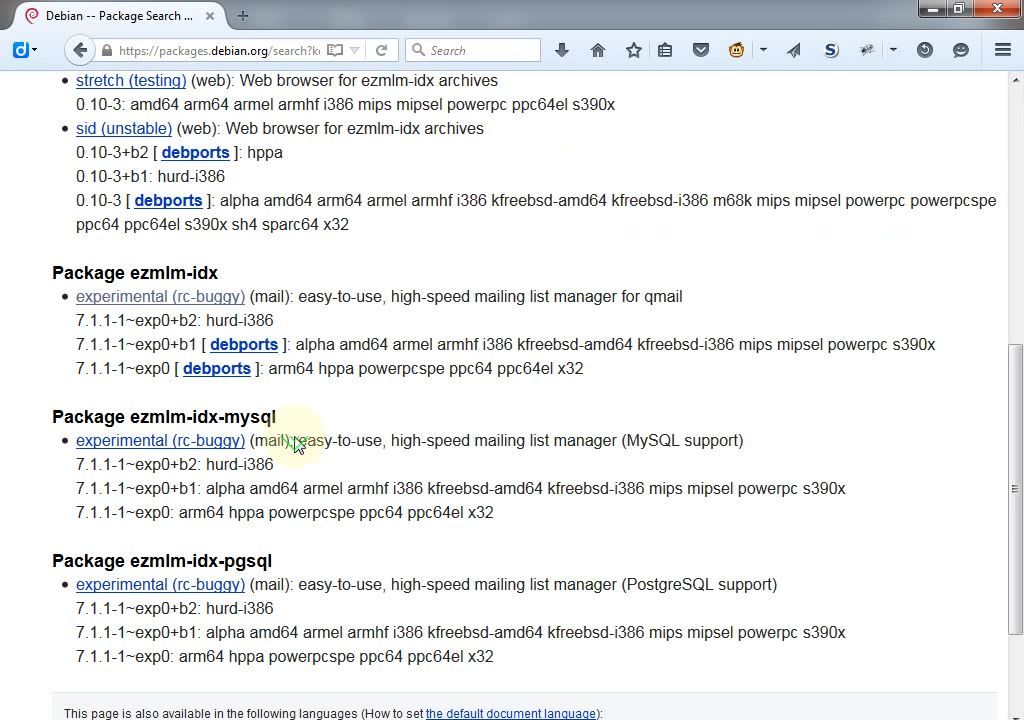 Debian -- Package Search ...
https://packages.debian.org/search?k
Search
stretch (testing) (web): Web browser for ezmlm-idx archives
0.10-3: amd64 arm64 armel armhf i386 mips mipsel powerpc ppc64el s390x
sid (unstable) (web): Web browser for ezmlm-idx archives
0.10-3+b2 [ debports ]: hppa
0.10-3+b1: hurd-i386
0.10-3 [ debports ]: alpha amd64 arm64 armel armhf i386 kfreebsd-amd64 kfreebsd-i386 m68k mips mipsel powerpc powerpcspe
ppc64 ppc64el s390x sh4 sparc64 x32
Package ezmlm-idx
experimental (rc-buggy) (mail): easy-to-use, high-speed mailing list manager for qmail
7.1.1-1~exp0+b2: hurd-i386
7.1.1-1~exp0+b1 [ debports ]: alpha amd64 armel armhf i386 kfreebsd-amd64 kfreebsd-i386 mips mipsel powerpc s390x
7.1.1-1~exp0 [ debports ]: arm64 hppa powerpcspe ppc64 ppc64el x32
Package ezmlm-idx-mysql
experimental (rc-buggy) (mail): easy-to-use, high-speed mailing list manager (MySQL support)
7.1.1-1~exp0+b2: hurd-i386
7.1.1-1~exp0+b1: alpha amd64 armel armhf i386 kfreebsd-amd64 kfreebsd-i386 mips mipsel powerpc s390x
7.1.1-1~exp0: arm64 hppa powerpcspe ppc64 ppc64el x32
Package ezmlm-idx-pgsql
experimental (rc-buggy) (mail): easy-to-use, high-speed mailing list manager (PostgreSQL support)
7.1.1-1~exp0+b2: hurd-i386
7.1.1-1~exp0+b1: alpha amd64 armel armhf i386 kfreebsd-amd64 kfreebsd-i386 mips mipsel powerpc s390x
7.1.1-1~exp0: arm64 hppa powerpcspe ppc64 ppc64el x32
This page is also available in the following languages (How to set the default document language):